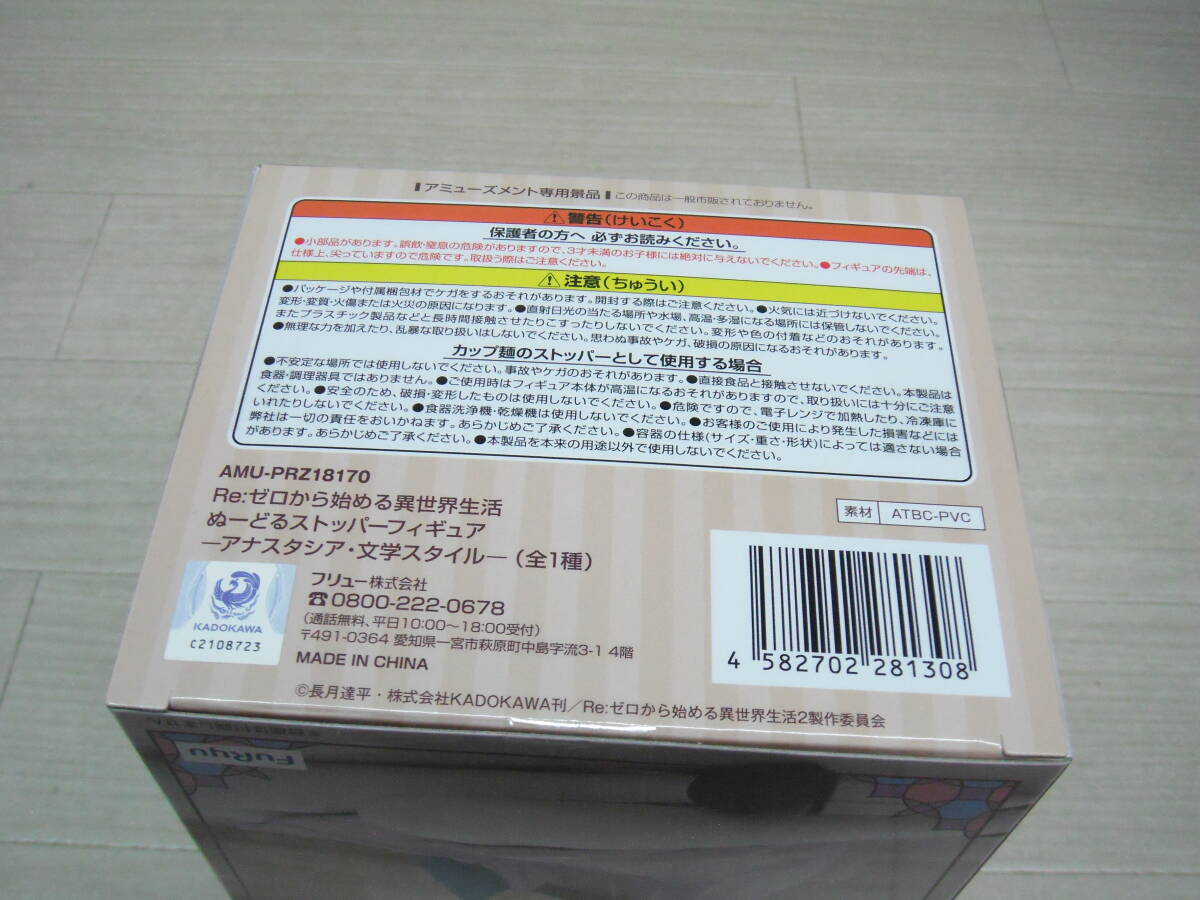 アミューズメント専用景品 この商品は一般市販されておりません。
⚠警告(けいこく)
保護者の方へ 必ずお読みください。
●小部品があります。誤飲・窒息の危険がありますので、3才未満のお子様には絶対に与えないでください。●フィギュアの先端は、
仕様上、尖っていますので危険です。取扱う際はご注意ください。
⚠注意(ちゅうい)
●パッケージや付属梱包材でケガをするおそれがあります。開封する際はご注意ください。●火気には近づけないでください。
変形・変質・火傷または火災の原因になります。●直射日光の当たる場所や水場、高温・多湿になる場所には保管しないでください。
またプラスチック製品などと長時間接触させたりこすったりしないでください。変形や色の付着などのおそれがあります。
●無理な力を加えたり、乱暴な取り扱いはしないでください。思わぬ事故やケガ、破損の原因になるおそれがあります。
カップ麺のストッパーとして使用する場合
●不安定な場所では使用しないでください。事故やケガのおそれがあります。●直接食品と接触させないでください。本製品は
食器・調理器具ではありません。●ご使用時はフィギュア本体が高温になるおそれがありますので、取り扱いには十分にご注意
ください。●安全のため、破損・変形したものは使用しないでください。●危険ですので、電子レンジで加熱したり、冷凍庫に
いれたりしないでください。●食器洗浄機・乾燥機は使用しないでください。●お客様のご使用により発生した損害などには
弊社は一切の責任をおいかねます。あらかじめご了承ください。●容器の仕様(サイズ・重さ・形状)によっては適さない場合
があります。あらかじめご了承ください。●本製品を本来の用途以外で使用しないでください。
AMU-PRZ18170
Re:ゼロから始める異世界生活
ぬーどるストッパーフィギュア
―アナスタシア・文学スタイル―(全1種)
素材 ATBC-PVC
フリュー株式会社
☎0800-222-0678
(通話無料、平日10:00〜18:00受付)
〒491-0364 愛知県一宮市萩原町中島字流3-1 4階
MADE IN CHINA
KADOKAWA
C2108723
4 582702 281308
©長月達平・株式会社KADOKAWA刊/Re:ゼロから始める異世界生活2製作委員会
FuRyu